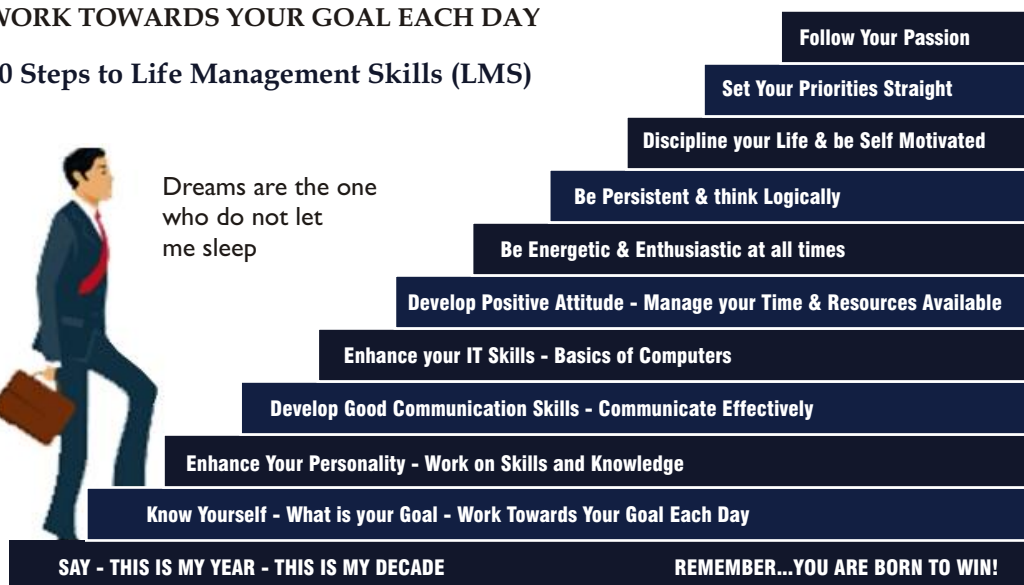 WORK TOWARDS YOUR GOAL EACH DAY
0 Steps to Life Management Skills (LMS)
Dreams are the one
who do not let
me sleep
Follow Your Passion
Set Your Priorities Straight
Discipline your Life & be Self Motivated
Be Persistent & think Logically
Be Energetic & Enthusiastic at all times
Develop Positive Attitude - Manage your Time & Resources Available
Enhance your IT Skills - Basics of Computers
Develop Good Communication Skills - Communicate Effectively
Enhance Your Personality - Work on Skills and Knowledge
Know Yourself - What is your Goal - Work Towards Your Goal Each Day
SAY - THIS IS MY YEAR - THIS IS MY DECADE REMEMBER...YOU ARE BORN TO WIN!